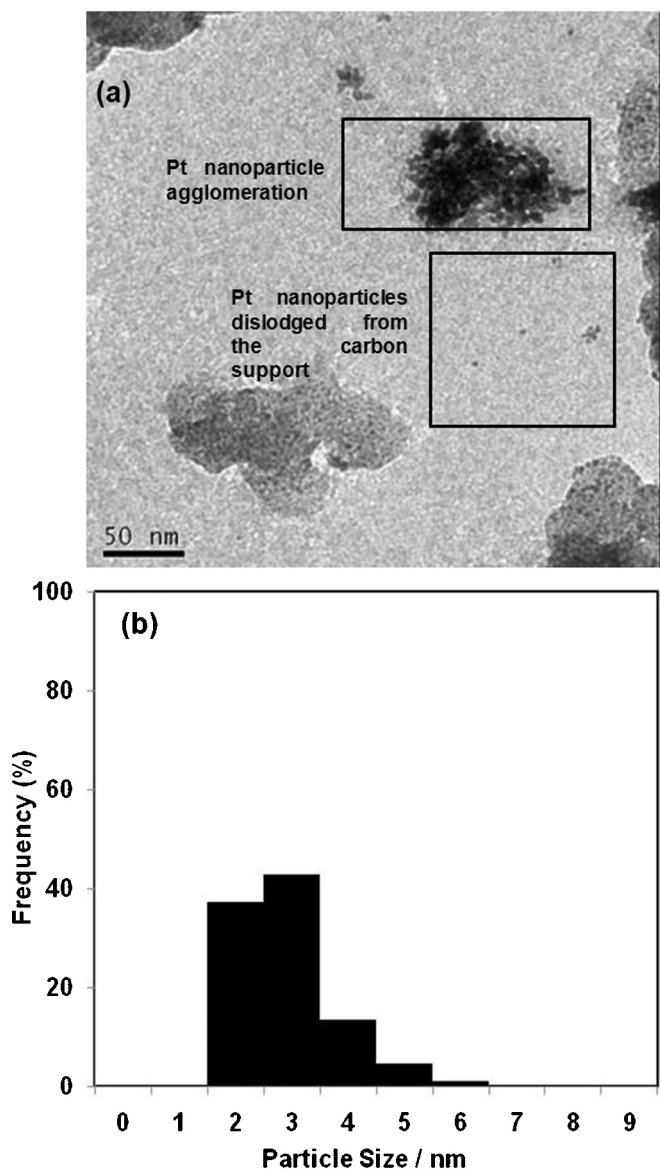 (a)
Pt nanoparticle
agglomeration
Pt nanoparticles
dislodged from
the carbon
support
50 nm
(b)
100
80
60
40
20
0
Frequency (%)
0 1 2 3 4 5 6 7 8 9
Particle Size / nm